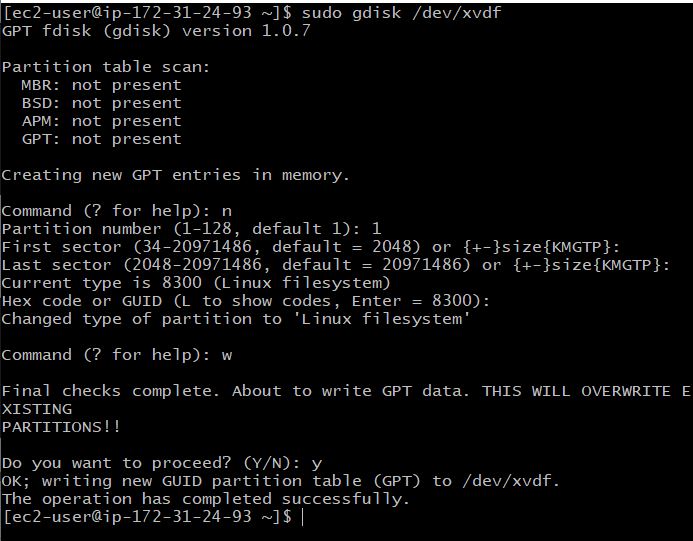 [ec2-user@ip-172-31-24-93 ~]$ sudo gdisk /dev/xvdf
GPT fdisk (gdisk) version 1.0.7
Partition table scan:
MBR: not present
BSD: not present
APM: not present
GPT: not present
Creating new GPT entries in memory.
Command (? for help): n
Partition number (1-128, default 1): 1
First sector (34-20971486, default = 2048) or {+-}size{KMGTP}:
Last sector (2048-20971486, default = 20971486) or {+-}size{KMGTP}:
Current type is 8300 (Linux filesystem)
Hex code or GUID (L to show codes, Enter = 8300):
Changed type of partition to 'Linux filesystem'
Command (? for help): w
Final checks complete. About to write GPT data. THIS WILL OVERWRITE E
XISTING
PARTITIONS!!
Do you want to proceed? (Y/N): y
OK; writing new GUID partition table (GPT) to /dev/xvdf.
The operation has completed successfully.
[ec2-user@ip-172-31-24-93 ~]$